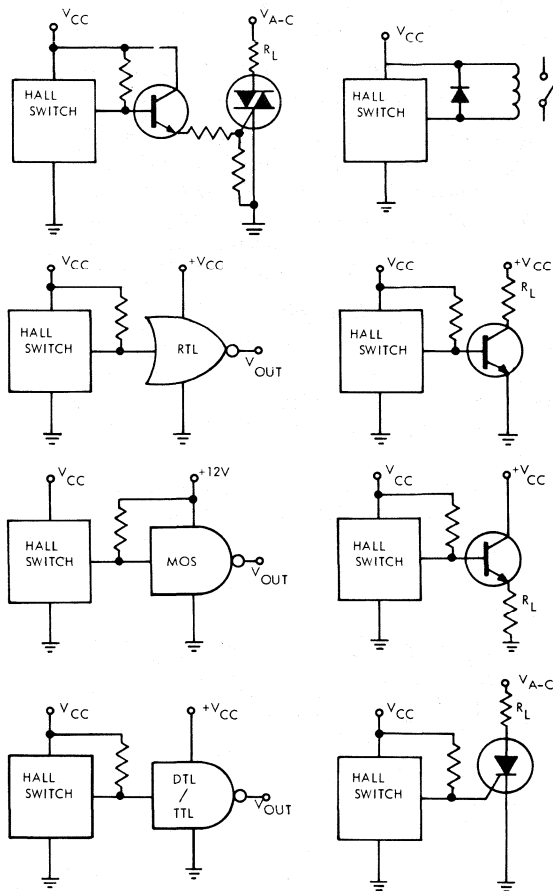 VCC
VA-C
RL
HALL
SWITCH
VCC
HALL
SWITCH
VCC
+VCC
HALL
SWITCH
RTL
VOUT
VCC
+VCC
RL
HALL
SWITCH
VCC
+12V
HALL
SWITCH
MOS
VOUT
VCC
+VCC
HALL
SWITCH
RL
VCC
+VCC
HALL
SWITCH
DTL
/
TTL
VOUT
VA-C
RL
VCC
HALL
SWITCH